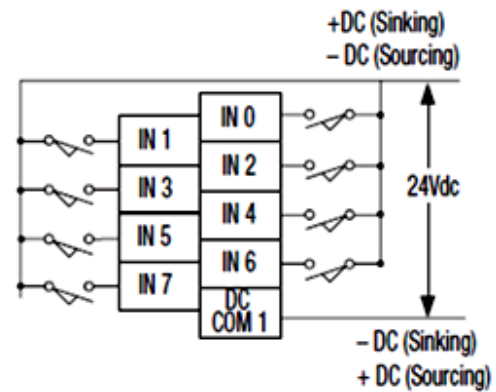 +DC (Sinking)
– DC (Sourcing)
IN 0
IN 1
IN 2
IN 3
IN 4
24Vdc
IN 5
IN 6
IN 7
DC
COM 1
– DC (Sinking)
+ DC (Sourcing)